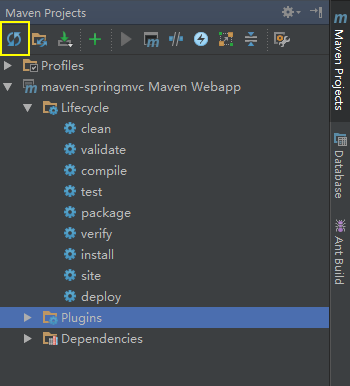 Maven Projects
Profiles
maven-springmvc Maven Webapp
Lifecycle
clean
validate
compile
test
package
verify
install
site
deploy
Plugins
Dependencies
Maven Projects
Database
Ant Build